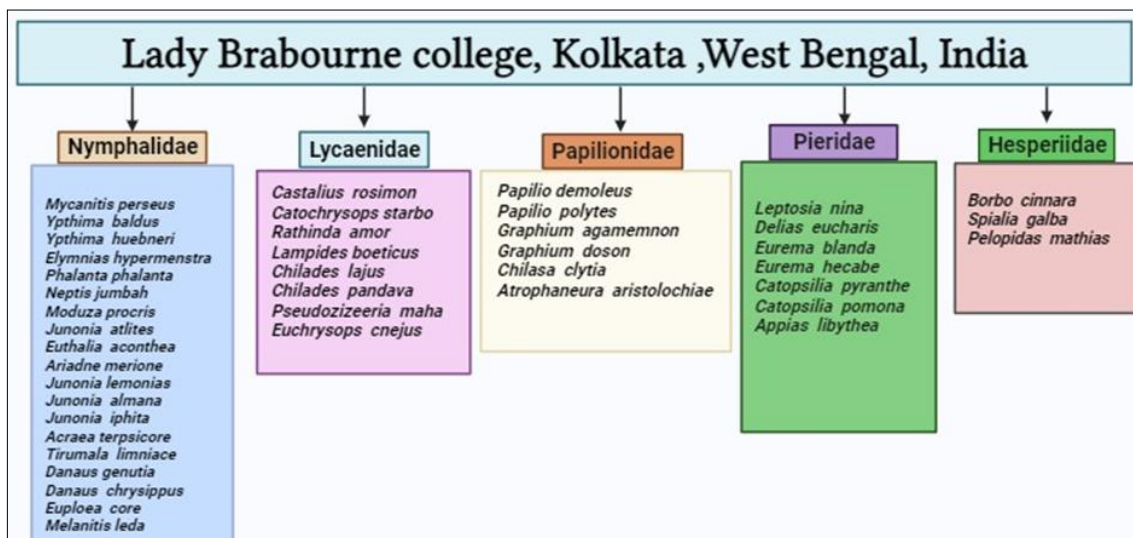 Lady Brabourne college, Kolkata ,West Bengal, India
Nymphalidae
Mycanitis perseus
Ypthima baldus
Ypthima huebneri
Elymnias hypermenstra
Phalanta phalanta
Neptis jumbah
Moduza procris
Junonia atlites
Euthalia aconthea
Ariadne merione
Junonia lemonias
Junonia almana
Junonia iphita
Acraea terpsicore
Tirumala limniace
Danaus genutia
Danaus chrysippus
Euploea core
Melanitis leda
Lycaenidae
Castalius rosimon
Catochrysops starbo
Rathinda amor
Lampides boeticus
Chilades lajus
Chilades pandava
Pseudozizeeria maha
Euchrysops cnejus
Papilionidae
Papilio demoleus
Papilio polytes
Graphium agamemnon
Graphium doson
Chilasa clytia
Atrophaneura aristolochiae
Pieridae
Leptosia nina
Delias eucharis
Eurema blanda
Eurema hecabe
Catopsilia pyranthe
Catopsilia pomona
Appias libythea
Hesperiidae
Borbo cinnara
Spialia galba
Pelopidas mathias